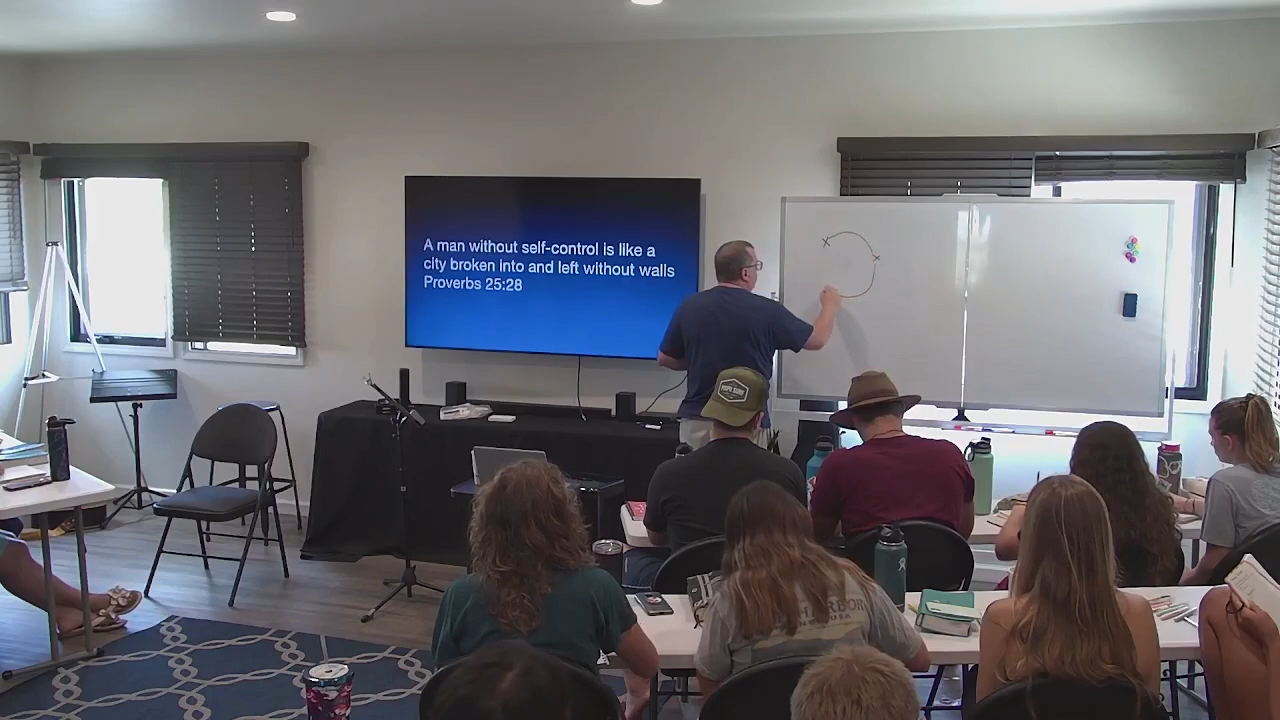 A man without self-control is like a
city broken into and left without walls
Proverbs 25:28